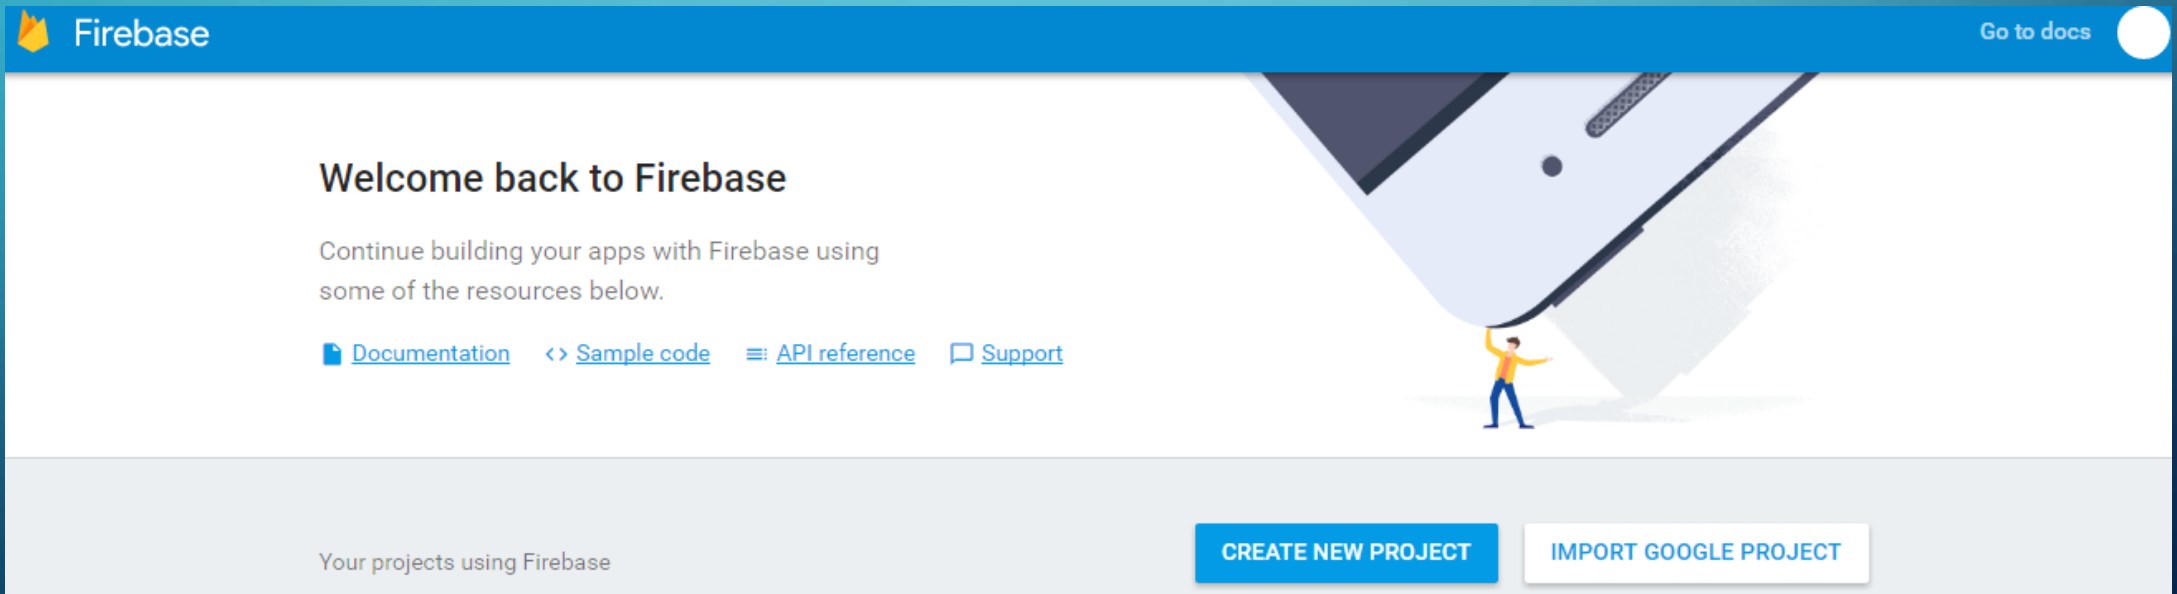 Firebase
Go to docs
Welcome back to Firebase
Continue building your apps with Firebase using
some of the resources below.
Documentation Sample code API reference Support
Your projects using Firebase
CREATE NEW PROJECT
IMPORT GOOGLE PROJECT